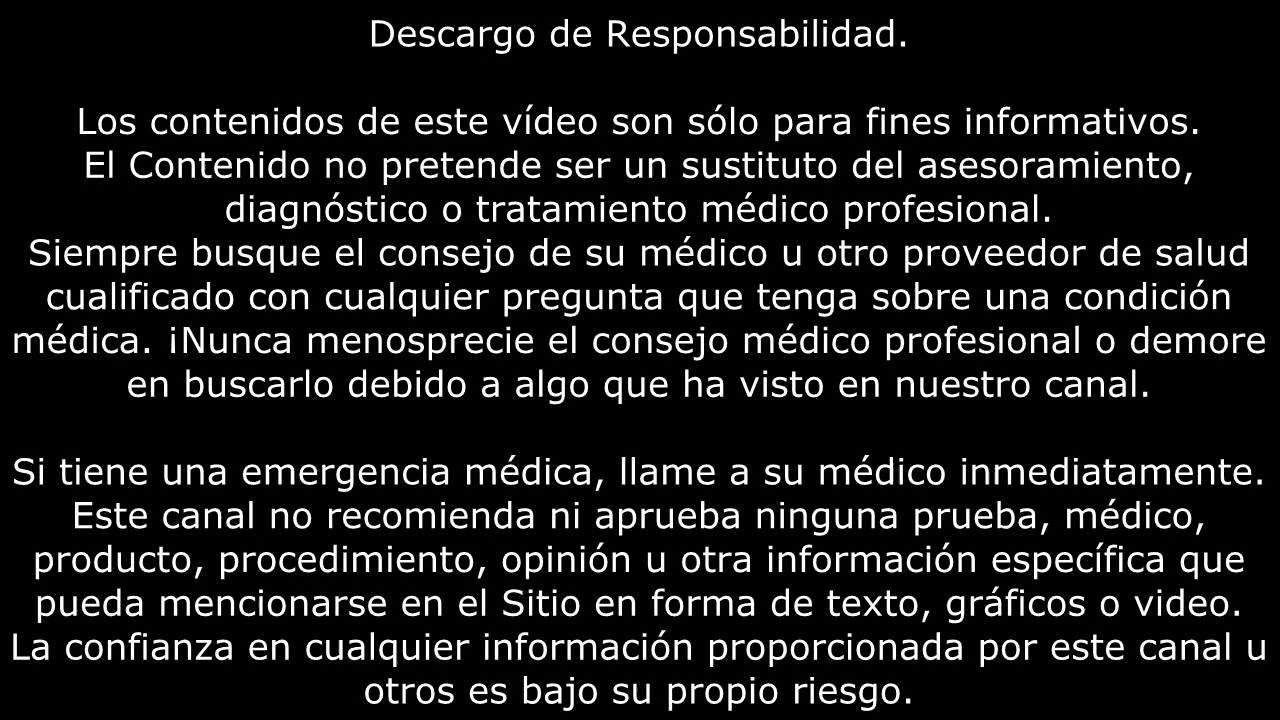 Descargo de Responsabilidad.
Los contenidos de este vídeo son sólo para fines informativos.
El Contenido no pretende ser un sustituto del asesoramiento,
diagnóstico o tratamiento médico profesional.
Siempre busque el consejo de su médico u otro proveedor de salud
cualificado con cualquier pregunta que tenga sobre una condición
médica. ¡Nunca menosprecie el consejo médico profesional o demore
en buscarlo debido a algo que ha visto en nuestro canal.
Si tiene una emergencia médica, llame a su médico inmediatamente.
Este canal no recomienda ni aprueba ninguna prueba, médico,
producto, procedimiento, opinión u otra información específica que
pueda mencionarse en el Sitio en forma de texto, gráficos o video.
La confianza en cualquier información proporcionada por este canal u
otros es bajo su propio riesgo.